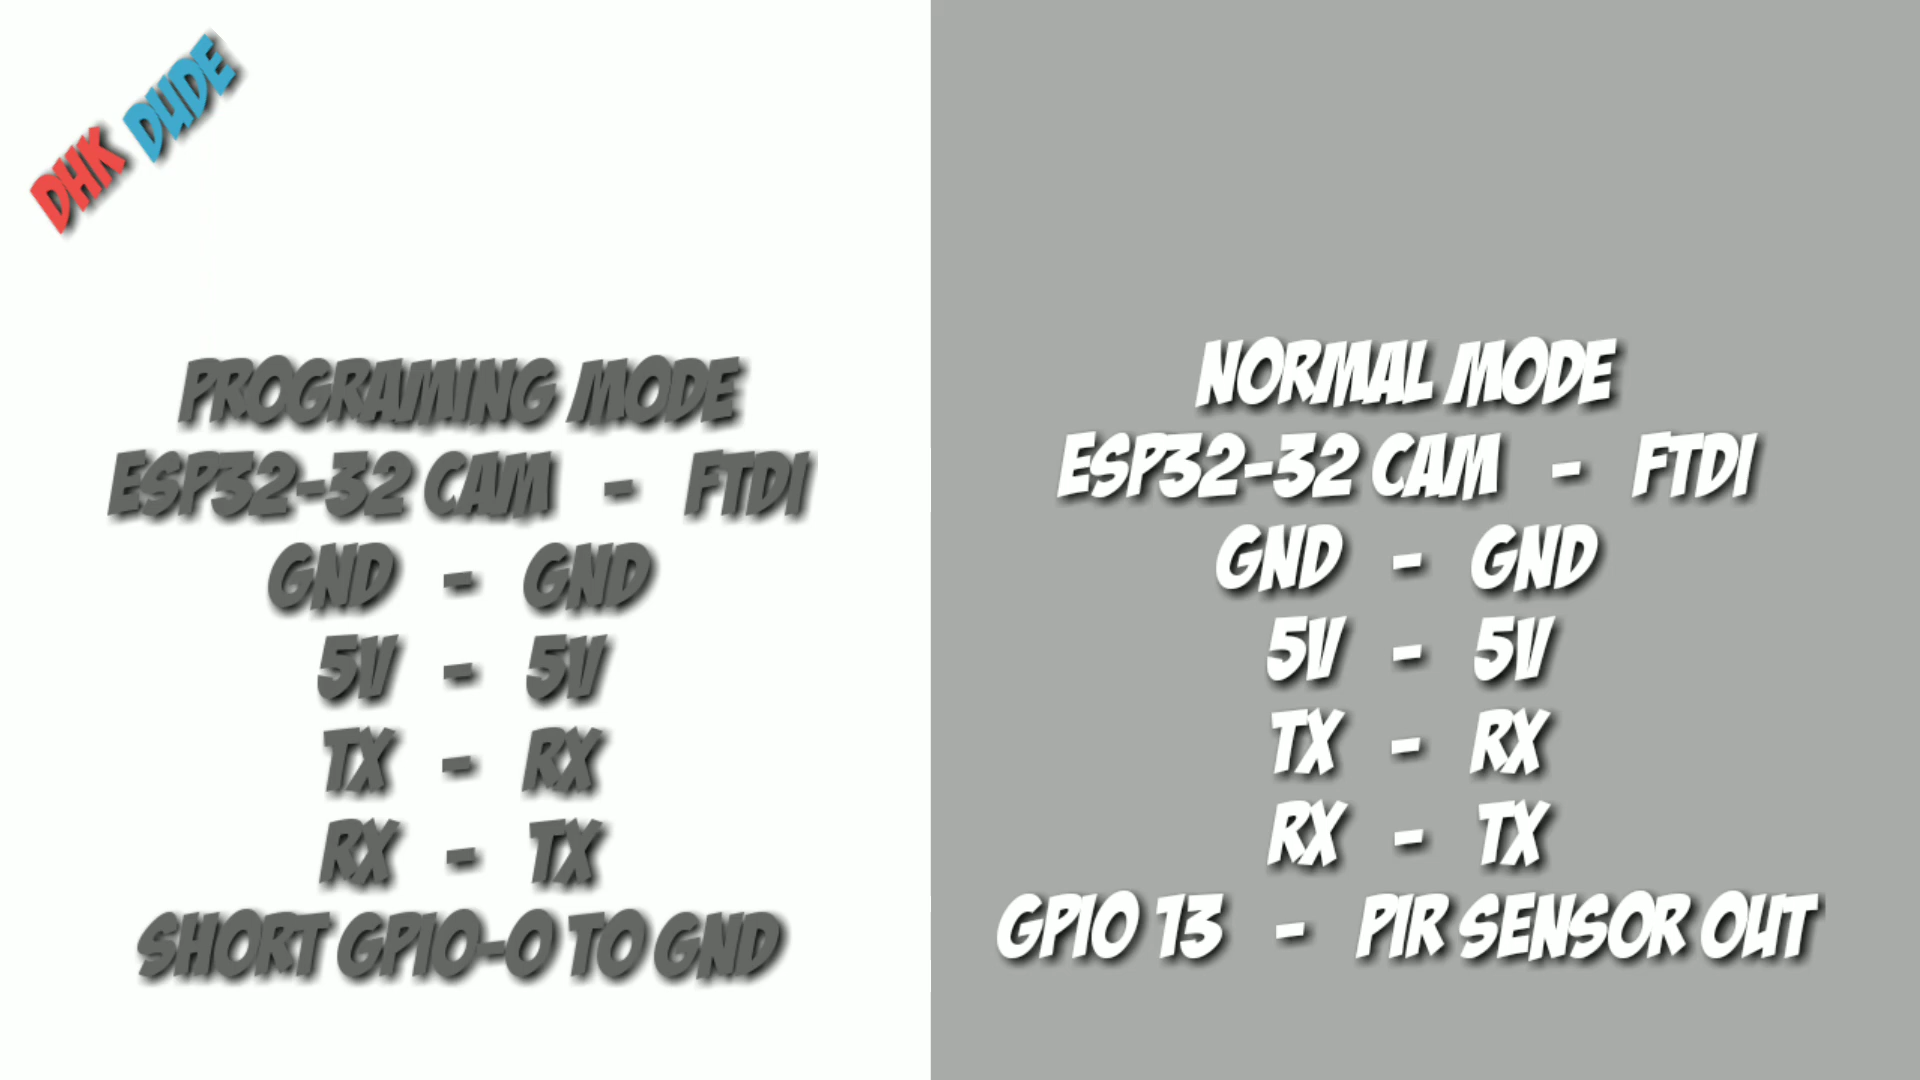 DHK DUDE
PROGRAMING MODE
ESP32-32 CAM - FTDI
GND - GND
5V - 5V
TX - RX
RX - TX
SHORT GPIO-0 TO GND
NORMAL MODE
ESP32-32 CAM - FTDI
GND - GND
5V - 5V
TX - RX
RX - TX
GPIO 13 - PIR SENSOR OUT